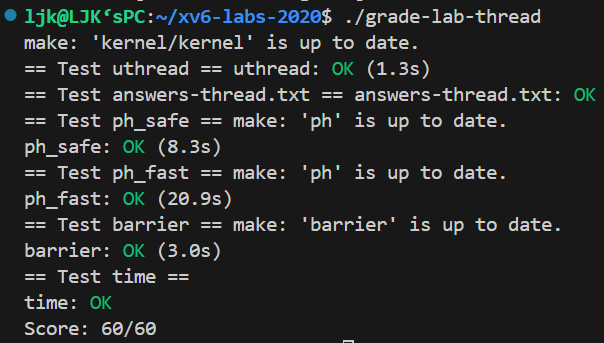 ljk@LJK‘sPC:~/xv6-labs-2020$ ./grade-lab-thread
make: 'kernel/kernel' is up to date.
== Test uthread == uthread: OK (1.3s)
== Test answers-thread.txt == answers-thread.txt: OK
== Test ph_safe == make: 'ph' is up to date.
ph_safe: OK (8.3s)
== Test ph_fast == make: 'ph' is up to date.
ph_fast: OK (20.9s)
== Test barrier == make: 'barrier' is up to date.
barrier: OK (3.0s)
== Test time ==
time: OK
Score: 60/60